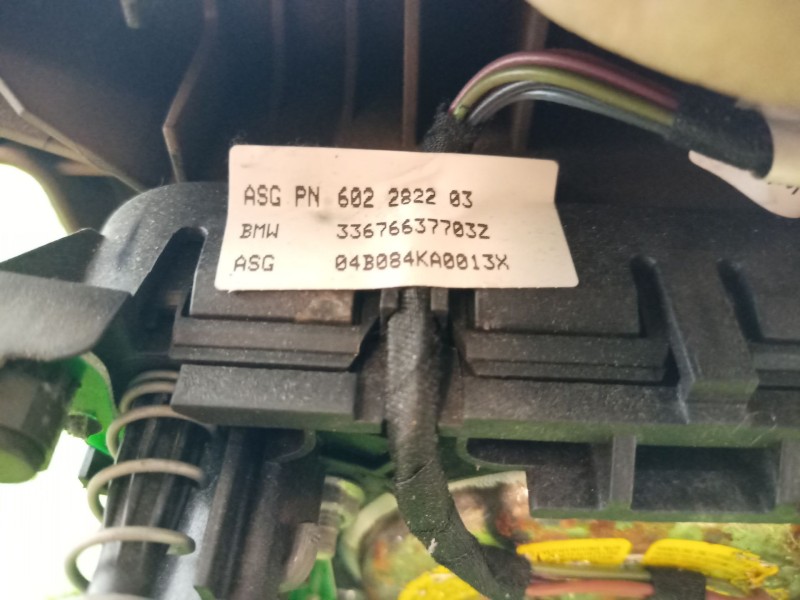 ASG PN 602 2822 03
BMW 33676637703Z
ASG 04B084KA0013X